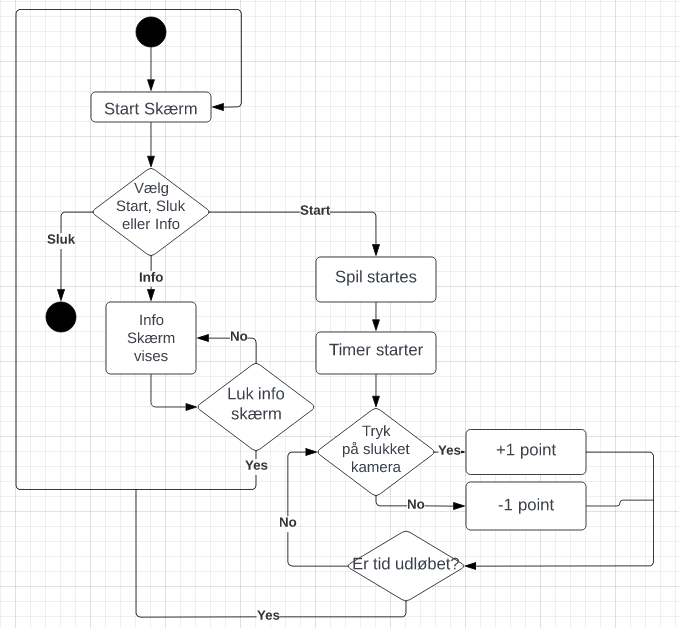 Start Skærm
Vælg
Start, Sluk
eller Info
Sluk
Start
Info
Spil startes
Info
Skærm
vises
No
Timer starter
Luk info
skærm
Yes
Tryk
på slukket
kamera
Yes
+1 point
No
-1 point
No
Er tid udløbet?
Yes